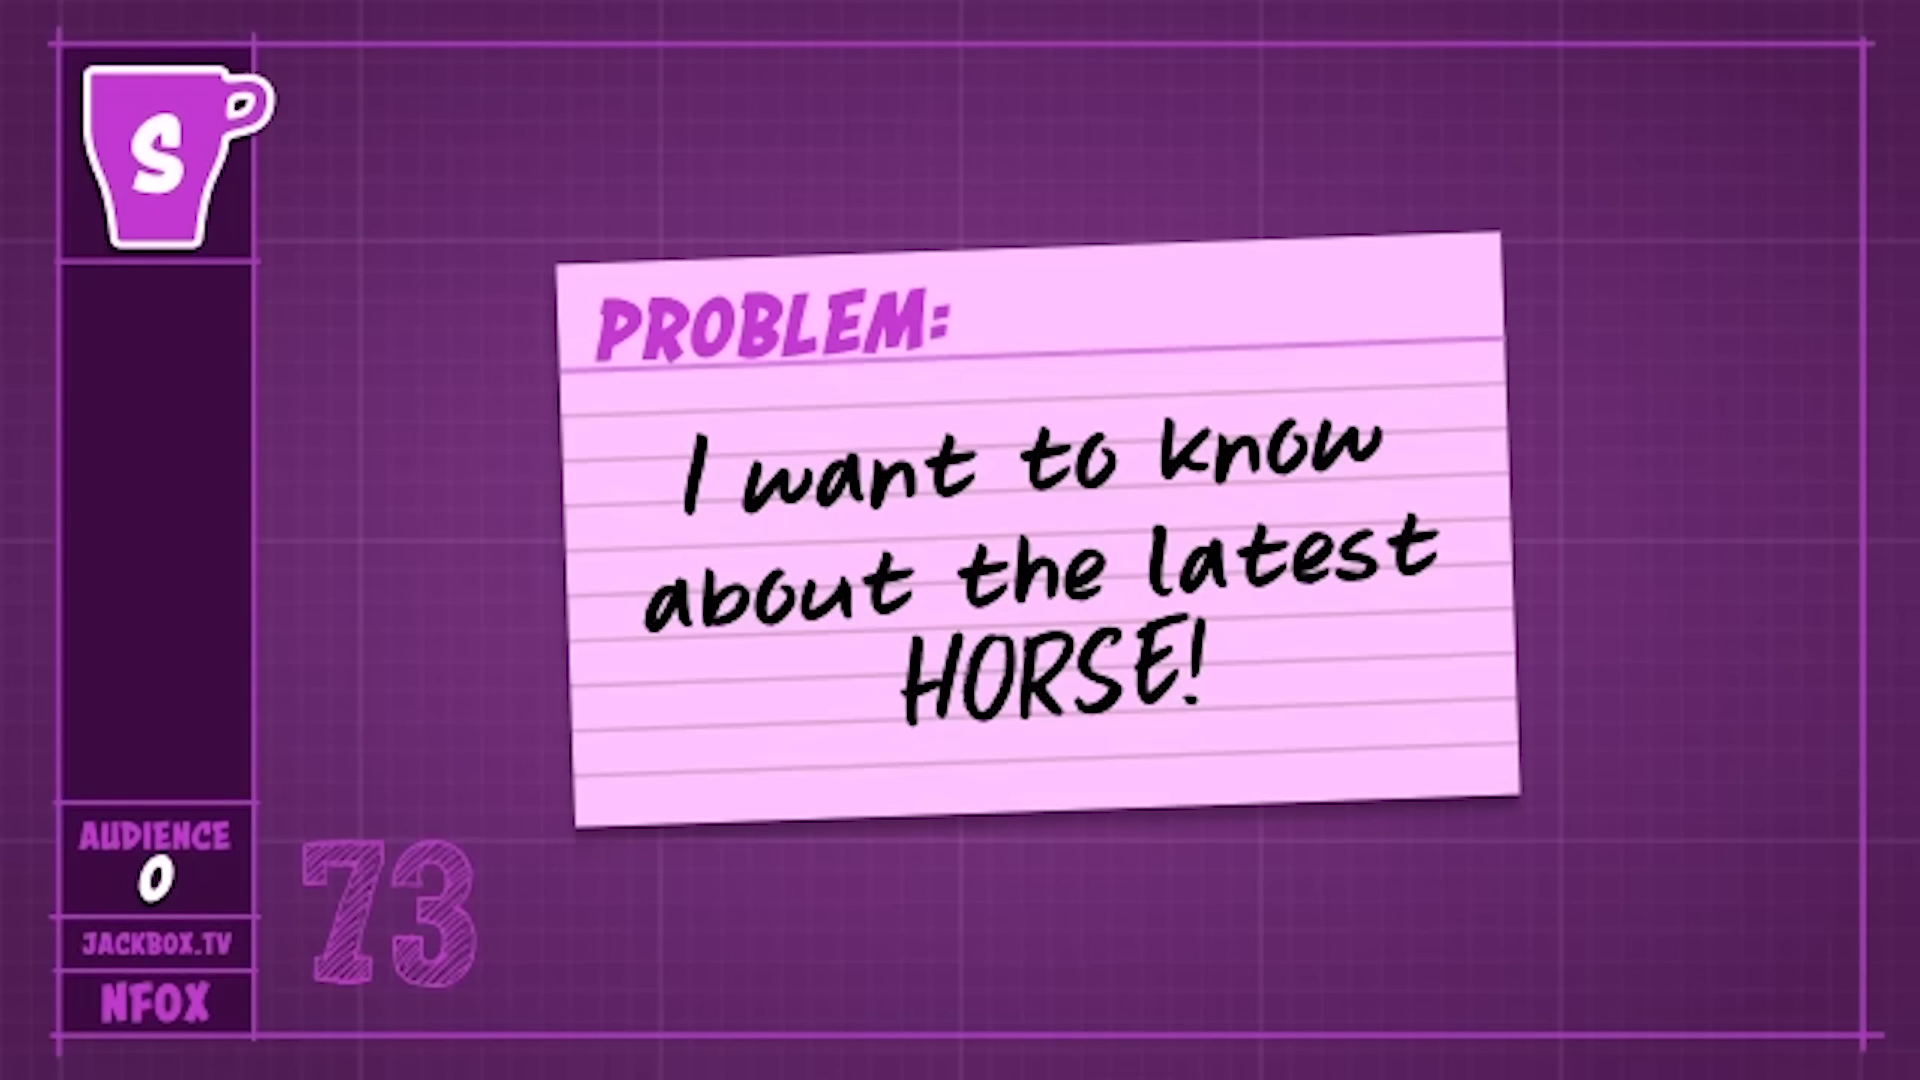 S
PROBLEM:
I want to know
about the latest
HORSE!
AUDIENCE
0
JACKBOX.TV
NFOX
73